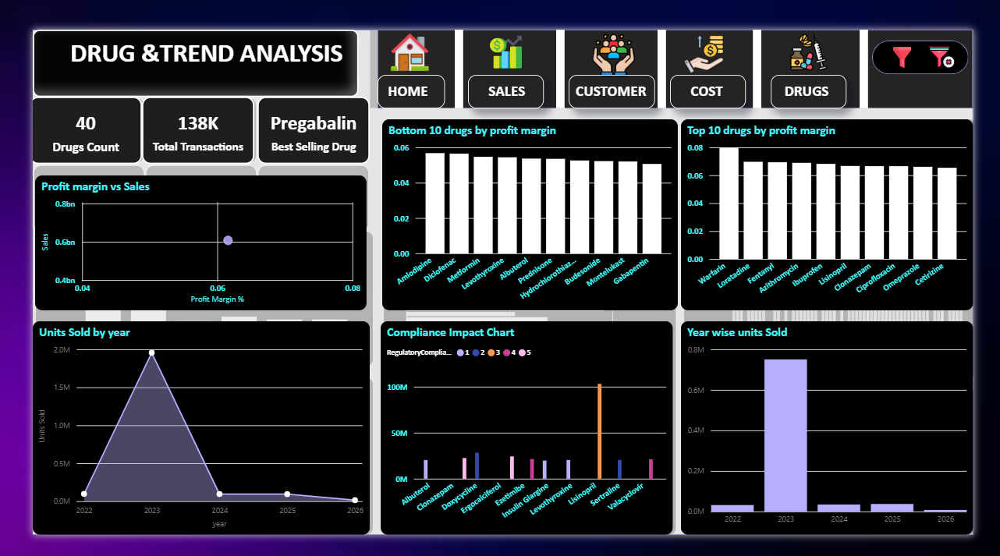 DRUG &TREND ANALYSIS
HOME
SALES
CUSTOMER
COST
DRUGS
40
Drugs Count
138K
Total Transactions
Pregabalin
Best Selling Drug
Profit margin vs Sales
0.8bn
0.6bn
0.4bn
Sales
0.04
0.06
0.08
Profit Margin %
Bottom 10 drugs by profit margin
0.06
0.04
0.02
0.00
Amlodipine
Diclofenac
Metformin
Levothyroxine
Albuterol
Prednisone
Hydrochlorothiaz...
Budesonide
Montelukast
Gabapentin
Top 10 drugs by profit margin
0.08
0.06
0.04
0.02
0.00
Warfarin
Loratadine
Fentanyl
Azithromycin
Ibuprofen
Lisinopril
Clonazepam
Ciprofloxacin
Omeprazole
Cetirizine
Units Sold by year
2.0M
1.5M
1.0M
0.5M
0.0M
Units Sold
2022
2023
2024
2025
2026
year
Compliance Impact Chart
RegulatoryComplia... 1 2 3 4 5
100M
50M
0M
Albuterol
Clonazepam
Doxycycline
Ergocalciferol
Ezetimibe
Insulin Glargine
Levothyroxine
Lisinopril
Sertraline
Valacyclovir
Year wise units Sold
0.8M
0.6M
0.4M
0.2M
0.0M
2022
2023
2024
2025
2026